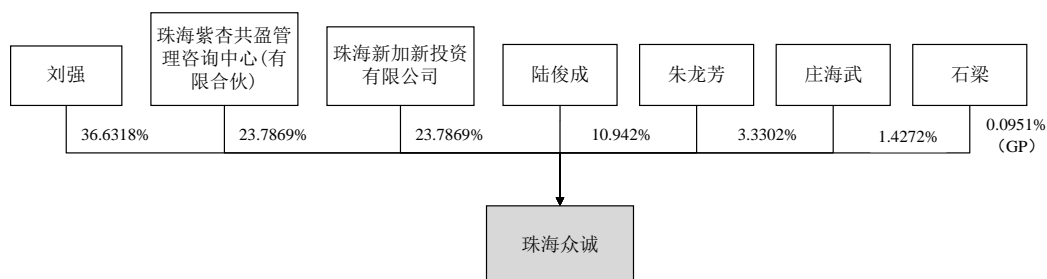 刘强
珠海紫杏共盈管
理咨询中心(有
限合伙)
珠海新加新投资
有限公司
陆俊成
朱龙芳
庄海武
石梁
36.6318%
23.7869%
23.7869%
10.942%
3.3302%
1.4272%
0.0951%
（GP）
珠海众诚